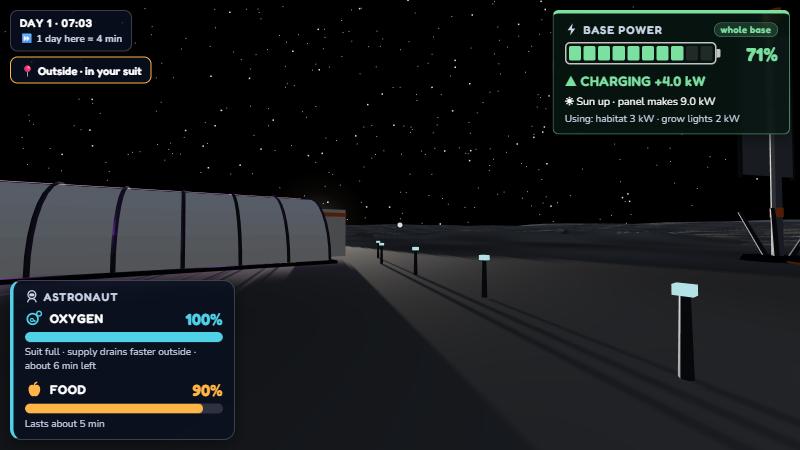 DAY 1 · 07:03
1 day here = 4 min
Outside · in your suit
BASE POWER
whole base
71%
CHARGING +4.0 kW
Sun up · panel makes 9.0 kW
Using: habitat 3 kW · grow lights 2 kW
ASTRONAUT
OXYGEN 100%
Suit full · supply drains faster outside ·
about 6 min left
FOOD 90%
Lasts about 5 min